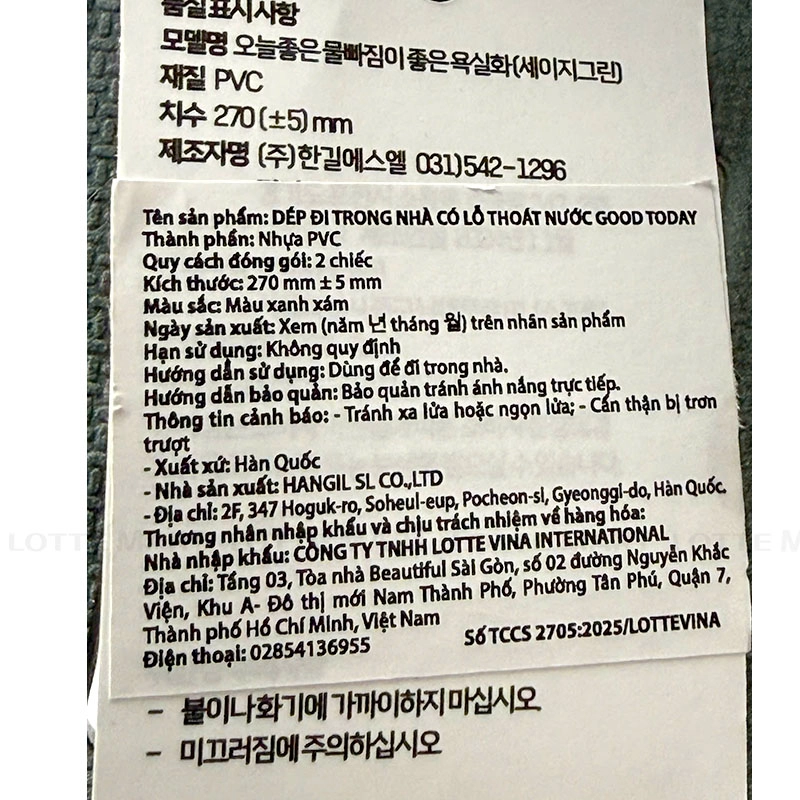 품질표시사항
모델명 오늘좋은물빠짐이좋은욕실화(세이지그린)
재질 PVC
치수 270(±5)mm
제조자명 (주)한길에스엘 031)542-1296
Tên sản phẩm: DÉP ĐI TRONG NHÀ CÓ LỖ THOÁT NƯỚC GOOD TODAY
Thành phần: Nhựa PVC
Quy cách đóng gói: 2 chiếc
Kích thước: 270 mm ± 5 mm
Màu sắc: Màu xanh xám
Ngày sản xuất: Xem (năm 년 tháng 월) trên nhãn sản phẩm
Hạn sử dụng: Không quy định
Hướng dẫn sử dụng: Dùng để đi trong nhà.
Hướng dẫn bảo quản: Bảo quản tránh ánh nắng trực tiếp.
Thông tin cảnh báo: - Tránh xa lửa hoặc ngọn lửa; - Cẩn thận bị trơn
trượt
- Xuất xứ: Hàn Quốc
- Nhà sản xuất: HANGIL SL CO.,LTD
- Địa chỉ: 2F, 347 Hoguk-ro, Soheul-eup, Pocheon-si, Gyeonggi-do, Hàn Quốc.
Thương nhân nhập khẩu và chịu trách nhiệm về hàng hóa:
Nhà nhập khẩu: CÔNG TY TNHH LOTTE VINA INTERNATIONAL
Địa chỉ: Tầng 03, Tòa nhà Beautiful Sài Gòn, số 02 đường Nguyễn Khắc
Viện, Khu A- Đô thị mới Nam Thành Phố, Phường Tân Phú, Quận 7,
Thành phố Hồ Chí Minh, Việt Nam
Điện thoại: 02854136955
Số TCCS 2705:2025/LOTTEVINA
- 불이나화기에가까이하지마십시오
- 미끄러짐에주의하십시오